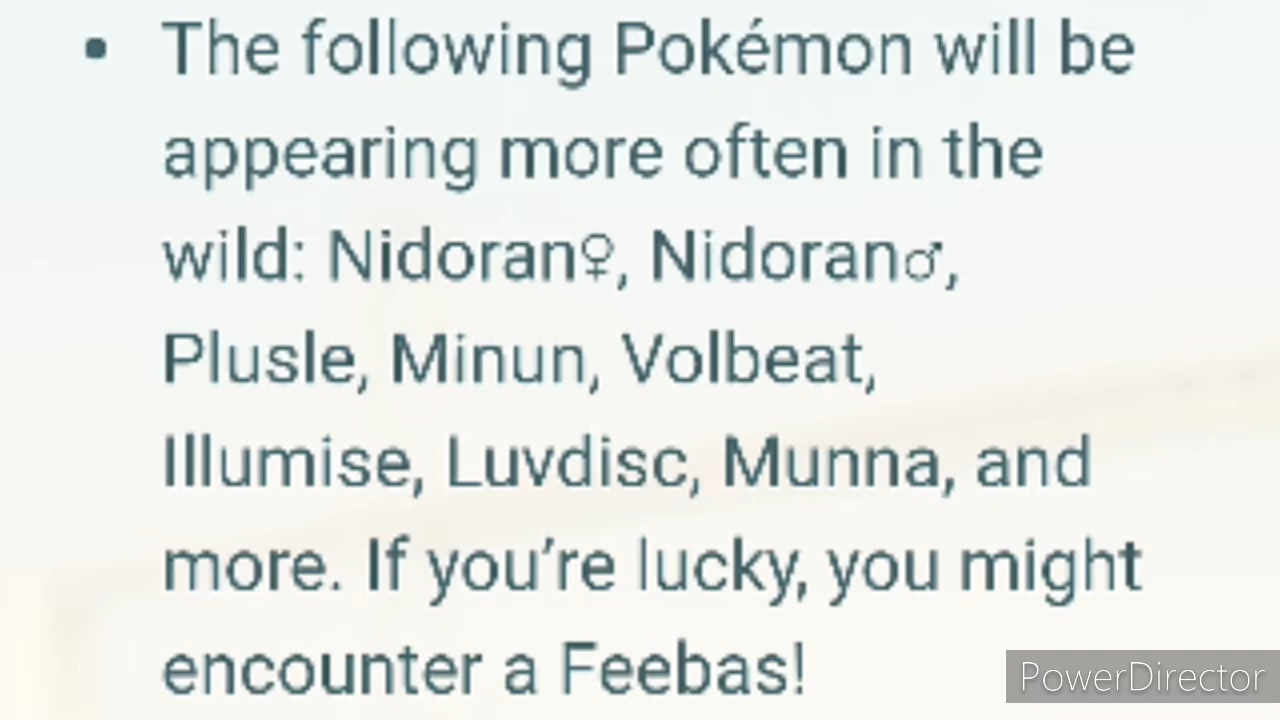 • The following Pokémon will be
appearing more often in the
wild: Nidoran♀, Nidoran♂,
Plusle, Minun, Volbeat,
Illumise, Luvdisc, Munna, and
more. If you’re lucky, you might
encounter a Feebas!
PowerDirector